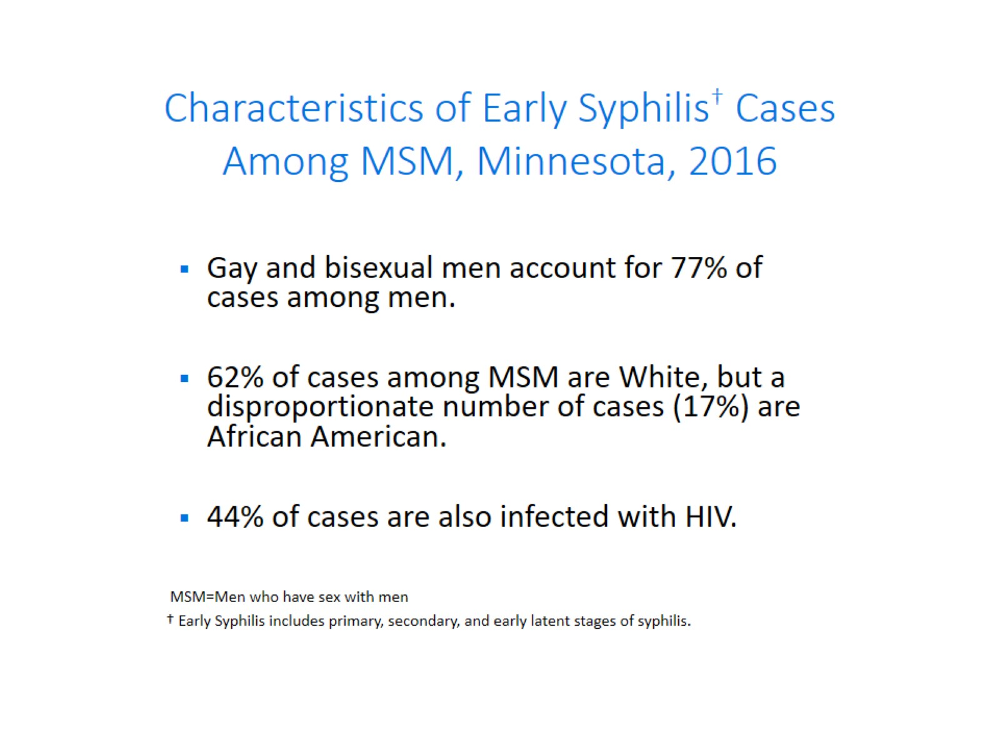 Characteristics of Early Syphilis† Cases
Among MSM, Minnesota, 2016
▪ Gay and bisexual men account for 77% of
cases among men.
▪ 62% of cases among MSM are White, but a
disproportionate number of cases (17%) are
African American.
▪ 44% of cases are also infected with HIV.
MSM=Men who have sex with men
† Early Syphilis includes primary, secondary, and early latent stages of syphilis.